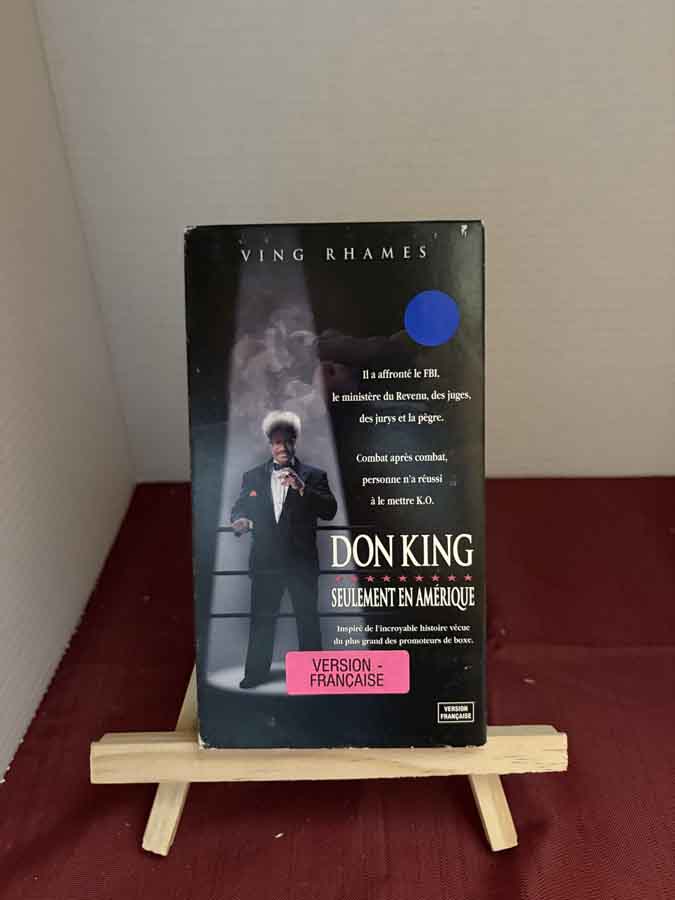 VING RHAMES
Il a affronté le FBI,
le ministère du Revenu, des juges,
des jurys et la pègre.
Combat après combat,
personne n'a réussi
à le mettre K.O.
DON KING
SEULEMENT EN AMÉRIQUE
Inspiré de l'incroyable histoire vécue
du plus grand des promoteurs de boxe.
VERSION -
FRANÇAISE
VERSION
FRANÇAISE